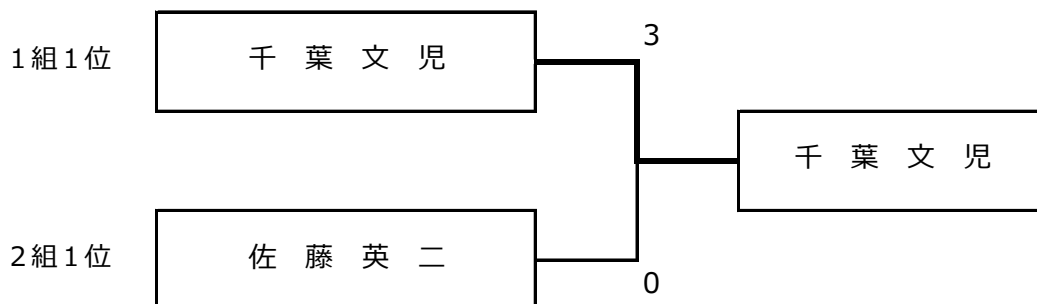 3
1組1位 千 葉 文 児
千 葉 文 児
2組1位 佐 藤 英 二
0